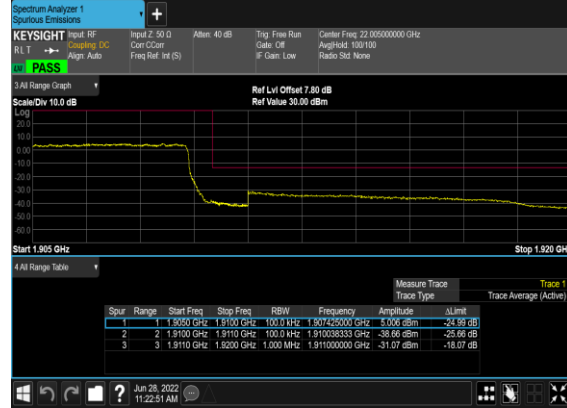 Spectrum Analyzer 1
Spurious Emissions
+
KEYSIGHT Input: RF Input Z: 50 Ω Atten: 40 dB Trig: Free Run Center Freq: 22.005000000 GHz
RLT Coupling: DC Corr CCorr Gate: Off Avg|Hold: 100/100
Align: Auto Freq Ref: Int (S) IF Gain: Low Radio Std: None
PASS
3 All Range Graph
Ref Lvl Offset 7.80 dB
Scale/Div 10.0 dB Ref Value 30.00 dBm
Log
20.0
10.0
0.00
-10.0
-20.0
-30.0
-40.0
-50.0
-60.0
Start 1.905 GHz Stop 1.920 GH
4 All Range Table
Measure Trace Trace 1
Trace Type Trace Average (Active)
Spur Range Start Freq Stop Freq RBW Frequency Amplitude ΔLimit
1 1 1.9050 GHz 1.9100 GHz 100.0 kHz 1.907425000 GHz 5.006 dBm -24.99 dB
2 2 1.9100 GHz 1.9110 GHz 100.0 kHz 1.910038333 GHz -38.66 dBm -25.66 dB
3 3 1.9110 GHz 1.9200 GHz 1.000 MHz 1.911000000 GHz -31.07 dBm -18.07 dB
? Jun 28, 2022
11:22:51 AM